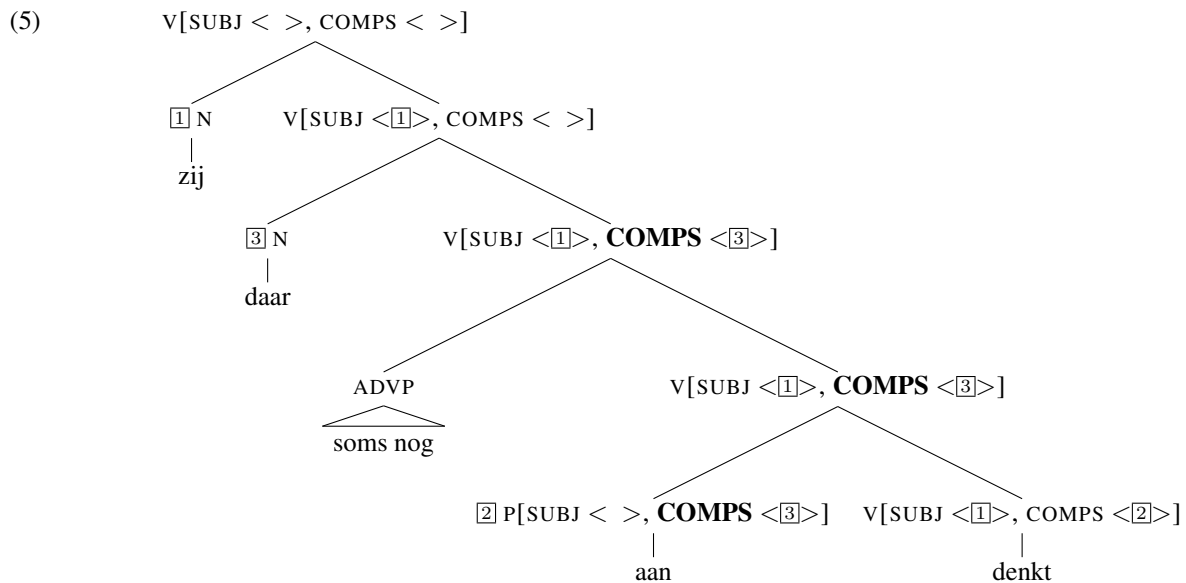 (5) V[SUBJ < >, COMPS < >]
[1] N V[SUBJ <[1]>, COMPS < >]
zij
[3] N V[SUBJ <[1]>, COMPS <[3]>]
daar
ADVP V[SUBJ <[1]>, COMPS <[3]>]
soms nog
[2] P[SUBJ < >, COMPS <[3]>] V[SUBJ <[1]>, COMPS <[2]>]
aan denkt